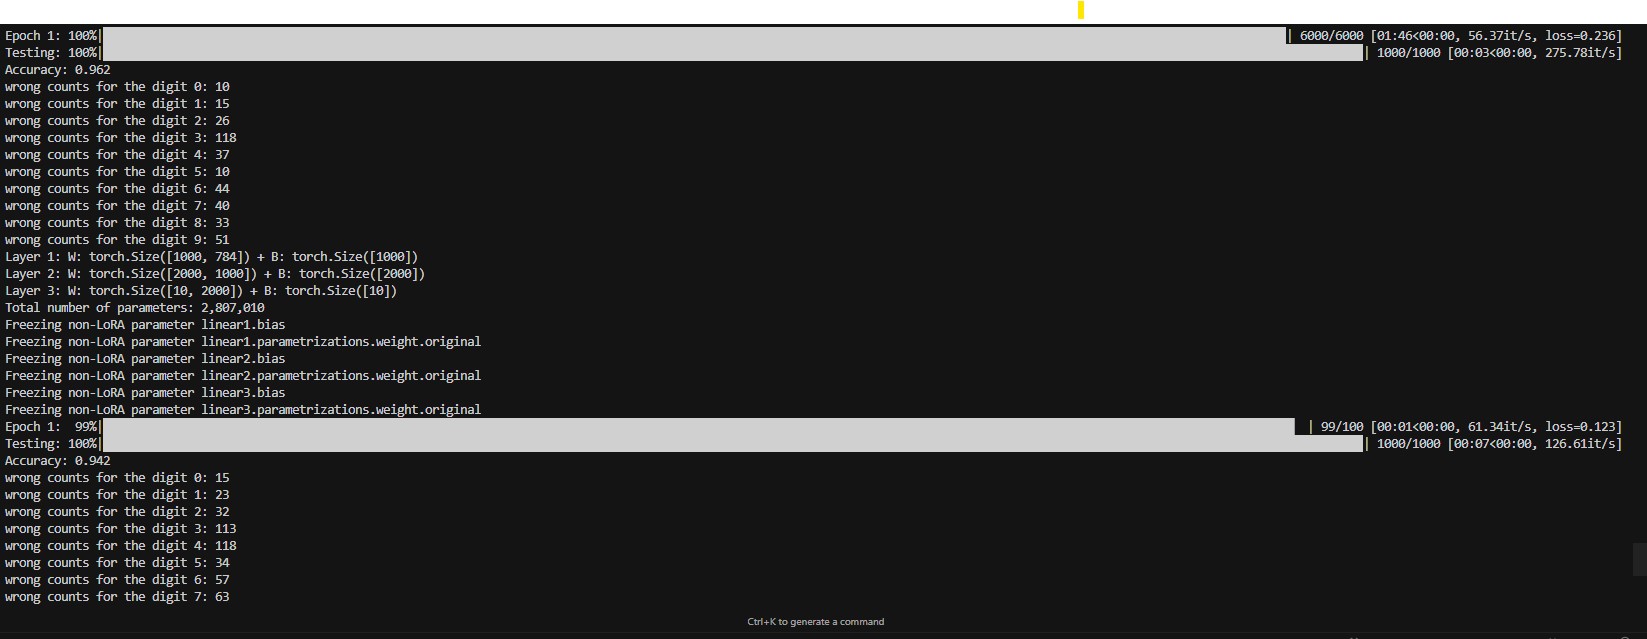 Epoch 1: 100%| | 6000/6000 [01:46<00:00, 56.37it/s, loss=0.236]
Testing: 100%| | 1000/1000 [00:03<00:00, 275.78it/s]
Accuracy: 0.962
wrong counts for the digit 0: 10
wrong counts for the digit 1: 15
wrong counts for the digit 2: 26
wrong counts for the digit 3: 118
wrong counts for the digit 4: 37
wrong counts for the digit 5: 10
wrong counts for the digit 6: 44
wrong counts for the digit 7: 40
wrong counts for the digit 8: 33
wrong counts for the digit 9: 51
Layer 1: W: torch.Size([1000, 784]) + B: torch.Size([1000])
Layer 2: W: torch.Size([2000, 1000]) + B: torch.Size([2000])
Layer 3: W: torch.Size([10, 2000]) + B: torch.Size([10])
Total number of parameters: 2,807,010
Freezing non-LoRA parameter linear1.bias
Freezing non-LoRA parameter linear1.parametrizations.weight.original
Freezing non-LoRA parameter linear2.bias
Freezing non-LoRA parameter linear2.parametrizations.weight.original
Freezing non-LoRA parameter linear3.bias
Freezing non-LoRA parameter linear3.parametrizations.weight.original
Epoch 1:  99%| | 99/100 [00:01<00:00, 61.34it/s, loss=0.123]
Testing: 100%| | 1000/1000 [00:07<00:00, 126.61it/s]
Accuracy: 0.942
wrong counts for the digit 0: 15
wrong counts for the digit 1: 23
wrong counts for the digit 2: 32
wrong counts for the digit 3: 113
wrong counts for the digit 4: 118
wrong counts for the digit 5: 34
wrong counts for the digit 6: 57
wrong counts for the digit 7: 63
Ctrl+K to generate a command